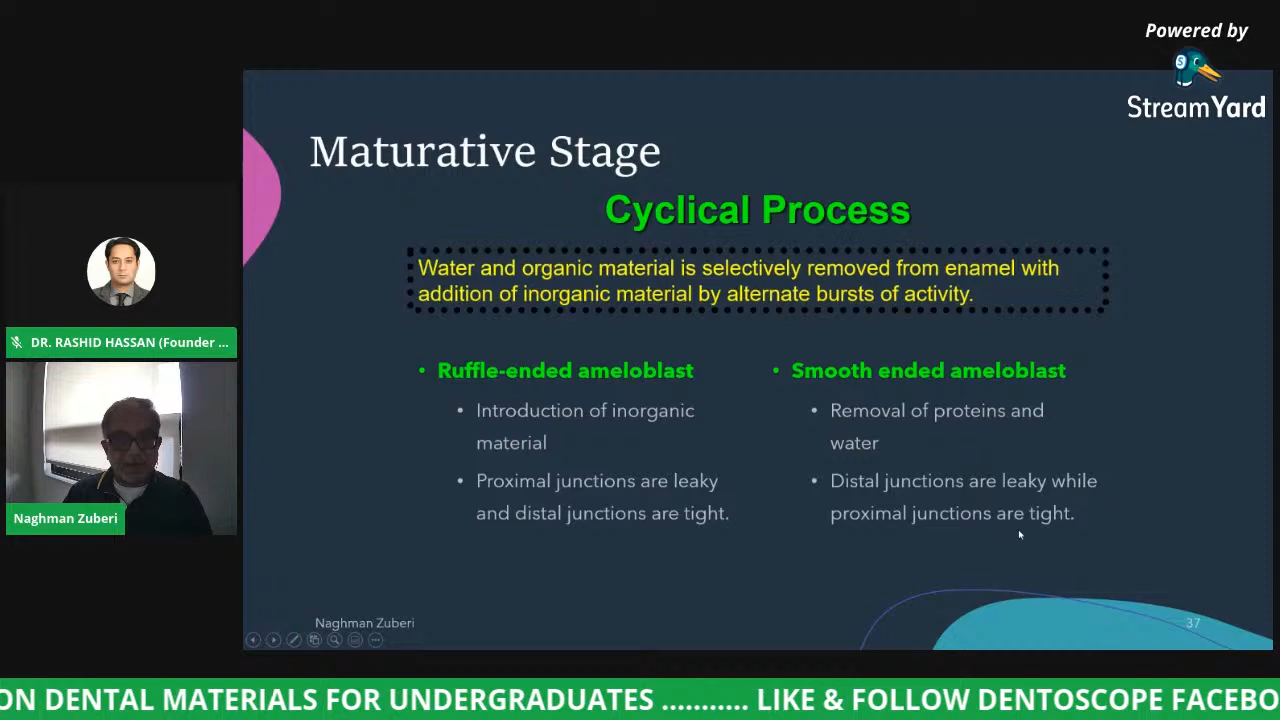 Powered by
StreamYard
Maturative Stage
Cyclical Process
Water and organic material is selectively removed from enamel with
addition of inorganic material by alternate bursts of activity.
• Ruffle-ended ameloblast
• Introduction of inorganic
material
• Proximal junctions are leaky
and distal junctions are tight.
• Smooth ended ameloblast
• Removal of proteins and
water
• Distal junctions are leaky while
proximal junctions are tight.
DR. RASHID HASSAN (Founder ...
Naghman Zuberi
Naghman Zuberi
37
ON DENTAL MATERIALS FOR UNDERGRADUATES ........... LIKE & FOLLOW DENTOSCOPE FACEBO